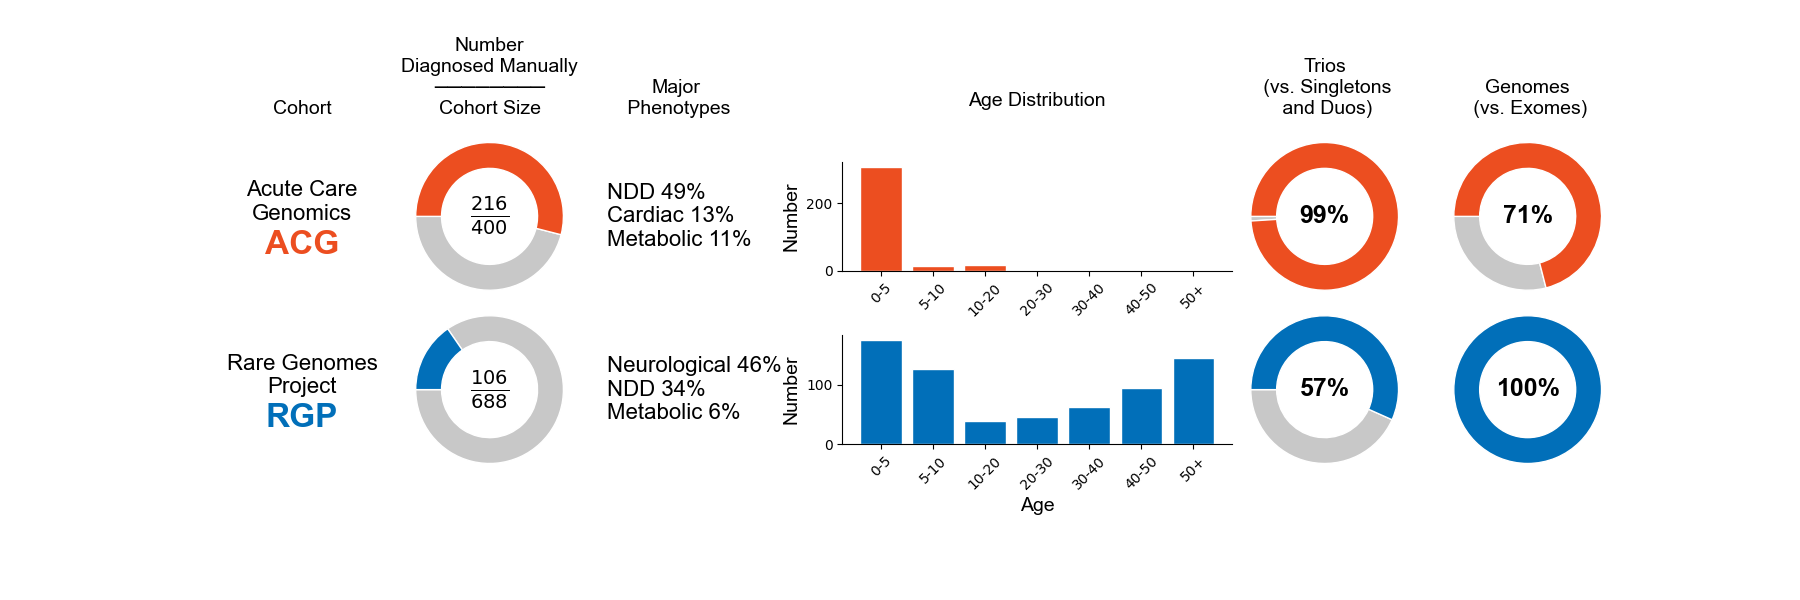 Cohort
Number
Diagnosed Manually
Cohort Size
Major
Phenotypes
Age Distribution
Trios
(vs. Singletons
and Duos)
Genomes
(vs. Exomes)
Acute Care
Genomics
ACG
216
400
NDD 49%
Cardiac 13%
Metabolic 11%
Number
200
0
0-5
5-10
10-20
20-30
30-40
40-50
50+
99%
71%
Rare Genomes
Project
RGP
106
688
Neurological 46%
NDD 34%
Metabolic 6%
Number
100
0
0-5
5-10
10-20
20-30
30-40
40-50
50+
Age
57%
100%